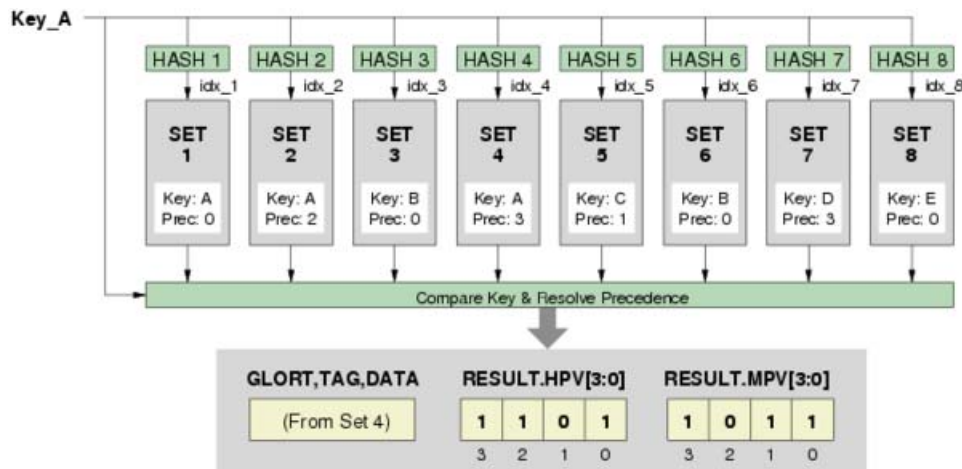 Key_A
HASH 1 HASH 2 HASH 3 HASH 4 HASH 5 HASH 6 HASH 7 HASH 8
idx_1 idx_2 idx_3 idx_4 idx_5 idx_6 idx_7 idx_8
SET SET SET SET SET SET SET SET
1 2 3 4 5 6 7 8
Key: A Key: A Key: B Key: A Key: C Key: B Key: D Key: E
Prec: 0 Prec: 2 Prec: 0 Prec: 3 Prec: 1 Prec: 0 Prec: 3 Prec: 0
Compare Key & Resolve Precedence
GLORT,TAG,DATA RESULT.HPV[3:0] RESULT.MPV[3:0]
(From Set 4) 1 1 0 1 1 0 1 1
3 2 1 0 3 2 1 0